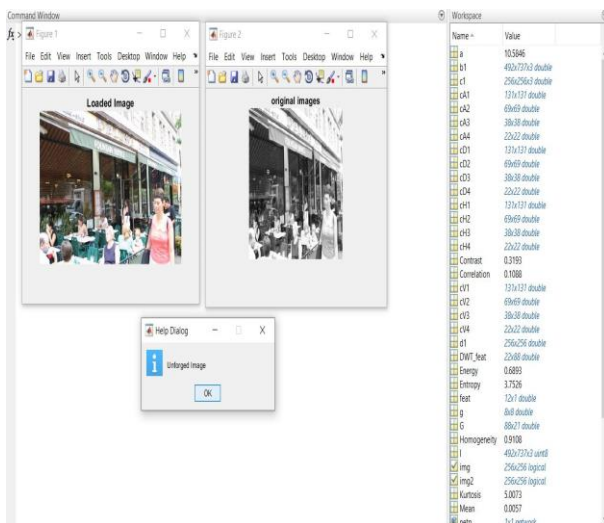 Command Window
fx >
Figure 1
File Edit View Insert Tools Desktop Window Help
Loaded Image
Figure 2
File Edit View Insert Tools Desktop Window Help
original images
Help Dialog
Unforged Image
OK
Workspace
Name Value
a 10.5846
b1 492x737x3 double
c1 256x256x3 double
cA1 131x131 double
cA2 69x69 double
cA3 38x38 double
cA4 22x22 double
cD1 131x131 double
cD2 69x69 double
cD3 38x38 double
cD4 22x22 double
cH1 131x131 double
cH2 69x69 double
cH3 38x38 double
cH4 22x22 double
Contrast 0.3193
Correlation 0.1088
cV1 131x131 double
cV2 69x69 double
cV3 38x38 double
cV4 22x22 double
d1 256x256 double
DWT_feat 22x88 double
Energy 0.6893
Entropy 3.7526
feat 12x1 double
g 8x8 double
G 88x21 double
Homogeneity 0.9108
I 492x737x3 uint8
img 256x256 logical
img2 256x256 logical
Kurtosis 5.0073
Mean 0.0057
1x1 network